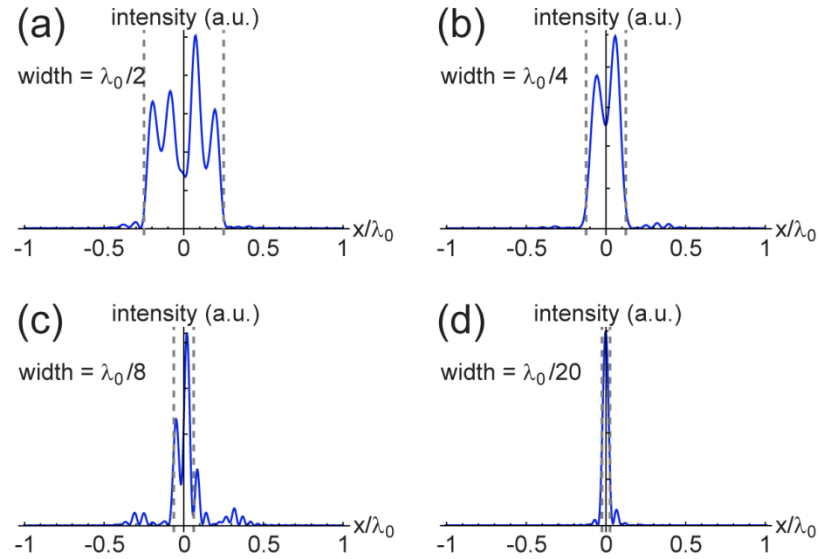 (a)
intensity (a.u.)
width = λ₀/2
x/λ₀
-1 -0.5 0 0.5 1
(b)
intensity (a.u.)
width = λ₀/4
x/λ₀
-1 -0.5 0 0.5 1
(c)
intensity (a.u.)
width = λ₀/8
x/λ₀
-1 -0.5 0 0.5 1
(d)
intensity (a.u.)
width = λ₀/20
x/λ₀
-1 -0.5 0 0.5 1